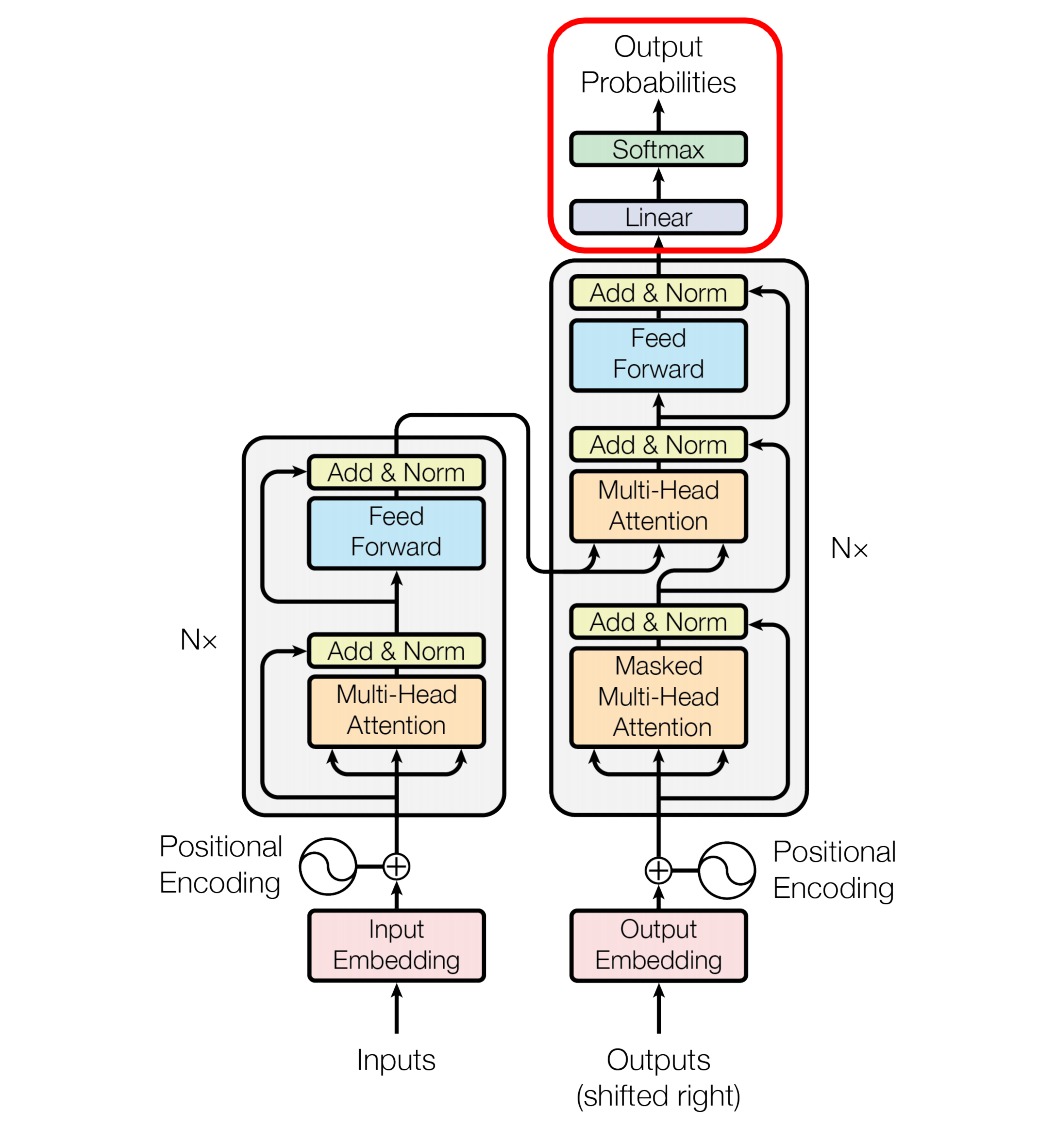 Output
Probabilities
Softmax
Linear
Add & Norm
Feed
Forward
Add & Norm
Multi-Head
Attention
Nx
Add & Norm
Masked
Multi-Head
Attention
Add & Norm
Feed
Forward
Nx
Add & Norm
Multi-Head
Attention
Positional
Encoding
Positional
Encoding
Input
Embedding
Output
Embedding
Inputs
Outputs
(shifted right)